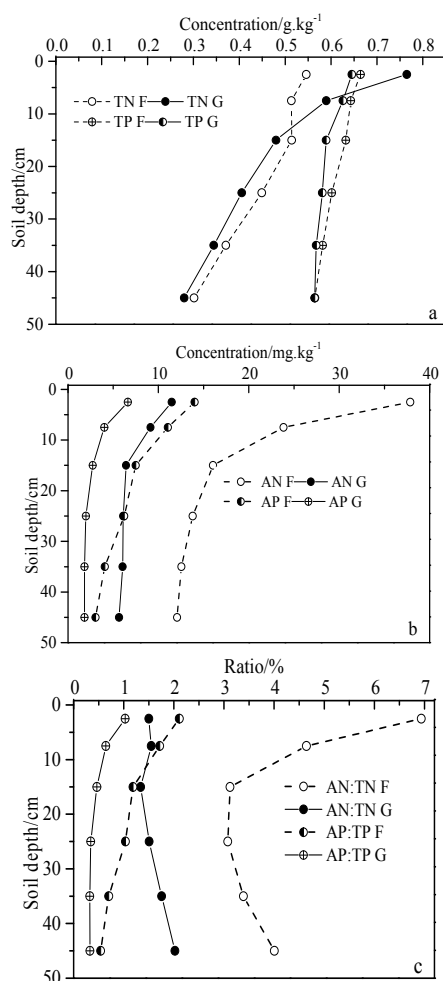 Concentration/g.kg⁻¹
0.0 0.1 0.2 0.3 0.4 0.5 0.6 0.7 0.8
0
10
20
30
40
50
Soil depth/cm
TN F TN G
TP F TP G
a
Concentration/mg.kg⁻¹
0 10 20 30 40
0
10
20
30
40
50
Soil depth/cm
AN F AN G
AP F AP G
b
Ratio/%
0 1 2 3 4 5 6 7
0
10
20
30
40
50
Soil depth/cm
AN:TN F
AN:TN G
AP:TP F
AP:TP G
c